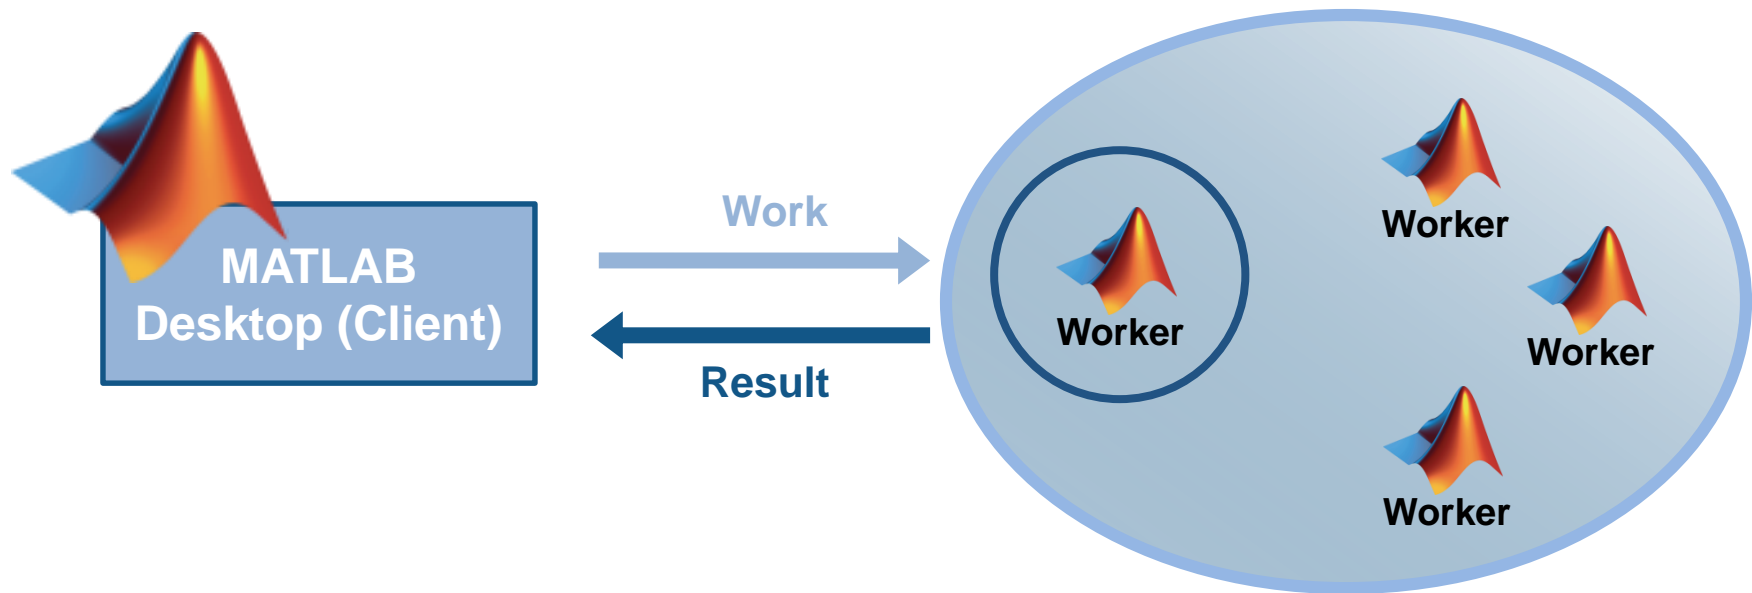 MATLAB
Desktop (Client)
Work
Result
Worker
Worker
Worker
Worker